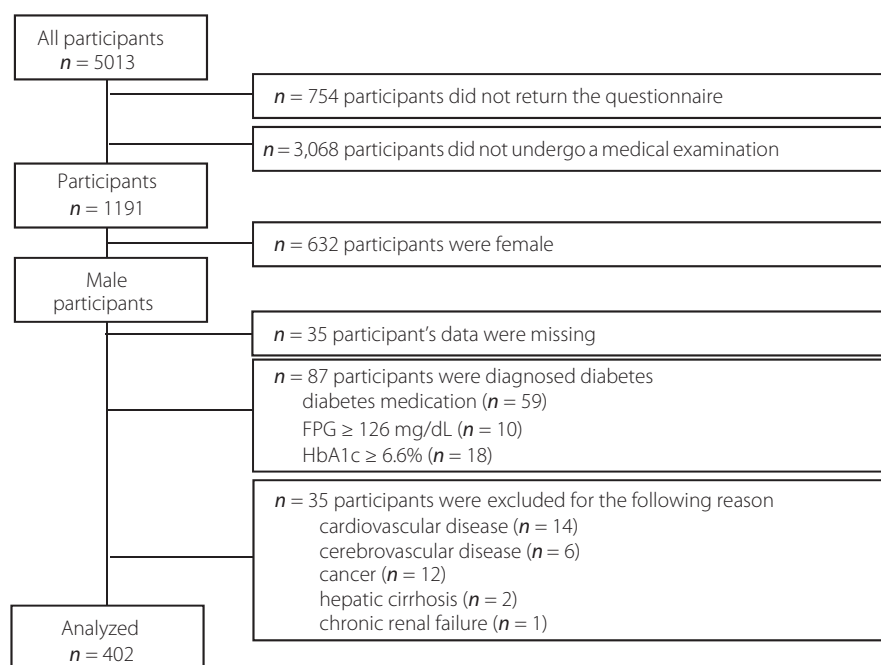 All participants
n = 5013
n = 754 participants did not return the questionnaire
n = 3,068 participants did not undergo a medical examination
Participants
n = 1191
n = 632 participants were female
Male
participants
n = 35 participant's data were missing
n = 87 participants were diagnosed diabetes
diabetes medication (n = 59)
FPG ≥ 126 mg/dL (n = 10)
HbA1c ≥ 6.6% (n = 18)
n = 35 participants were excluded for the following reason
cardiovascular disease (n = 14)
cerebrovascular disease (n = 6)
cancer (n = 12)
hepatic cirrhosis (n = 2)
chronic renal failure (n = 1)
Analyzed
n = 402